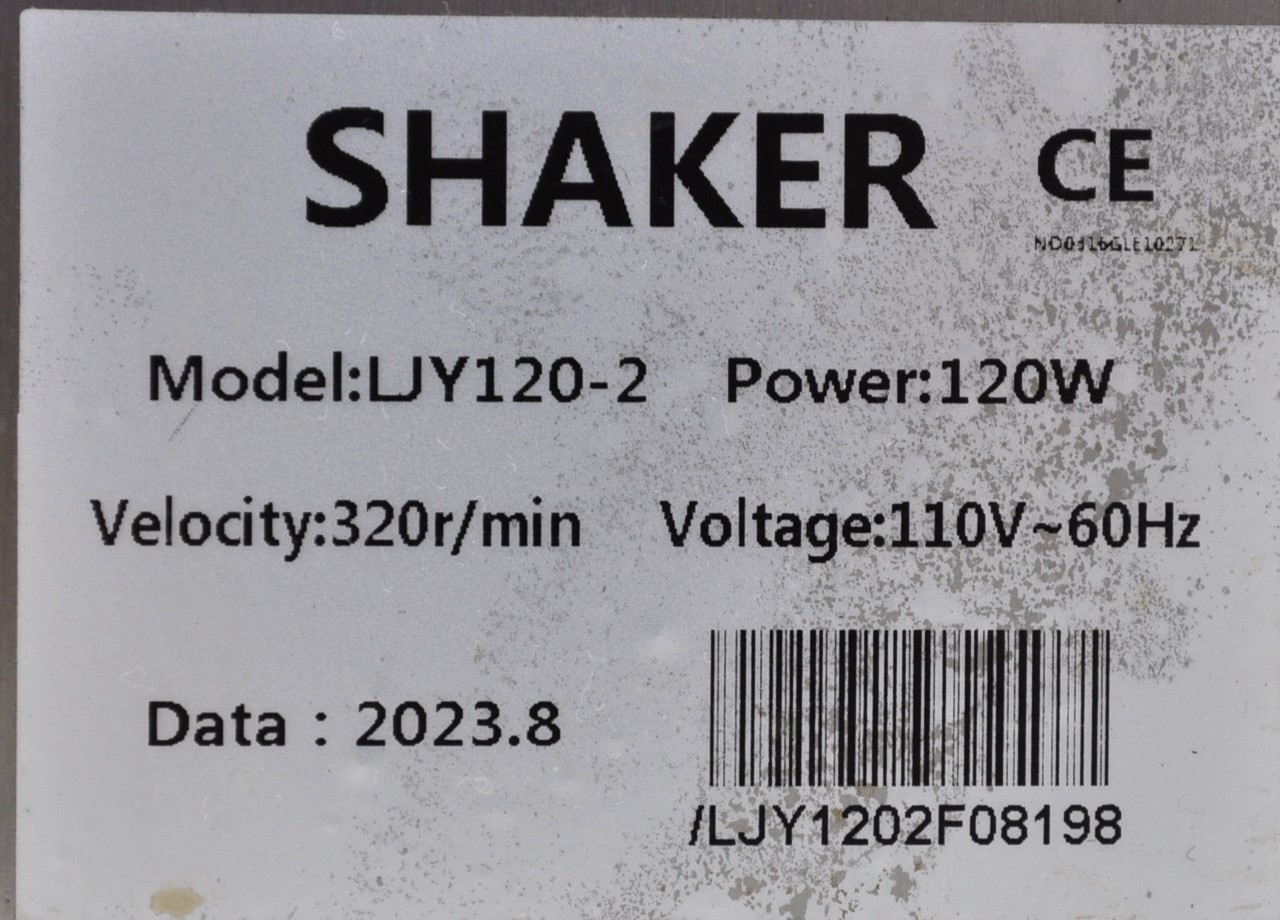 SHAKER CE
Model:LJY120-2 Power:120W
Velocity:320r/min Voltage:110V~60Hz
Data : 2023.8
/LJY1202F08198